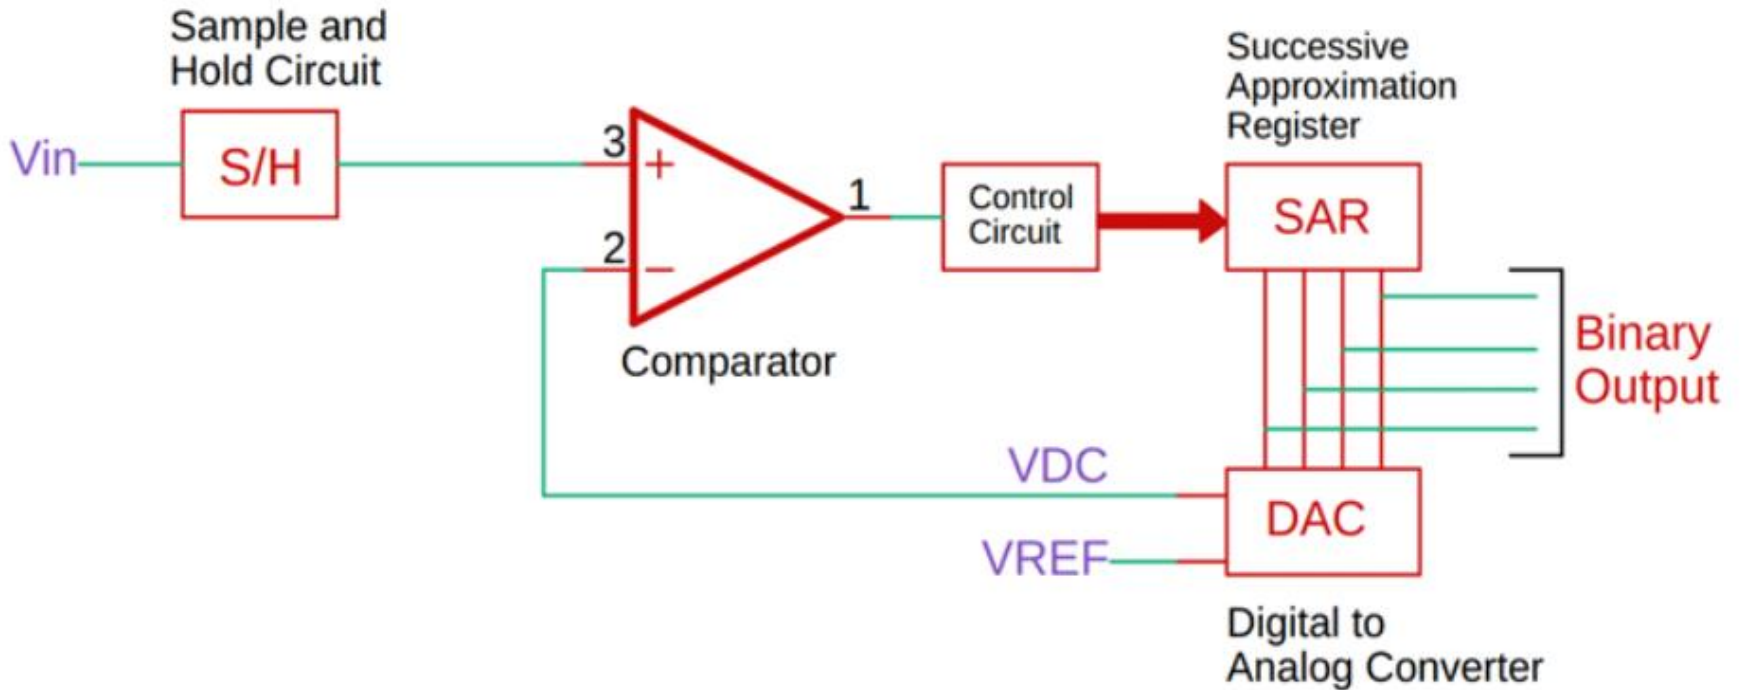 Sample and
Hold Circuit
Successive
Approximation
Register
Vin
S/H
3
+
2
−
1
Control
Circuit
SAR
Comparator
Binary
Output
VDC
VREF
DAC
Digital to
Analog Converter